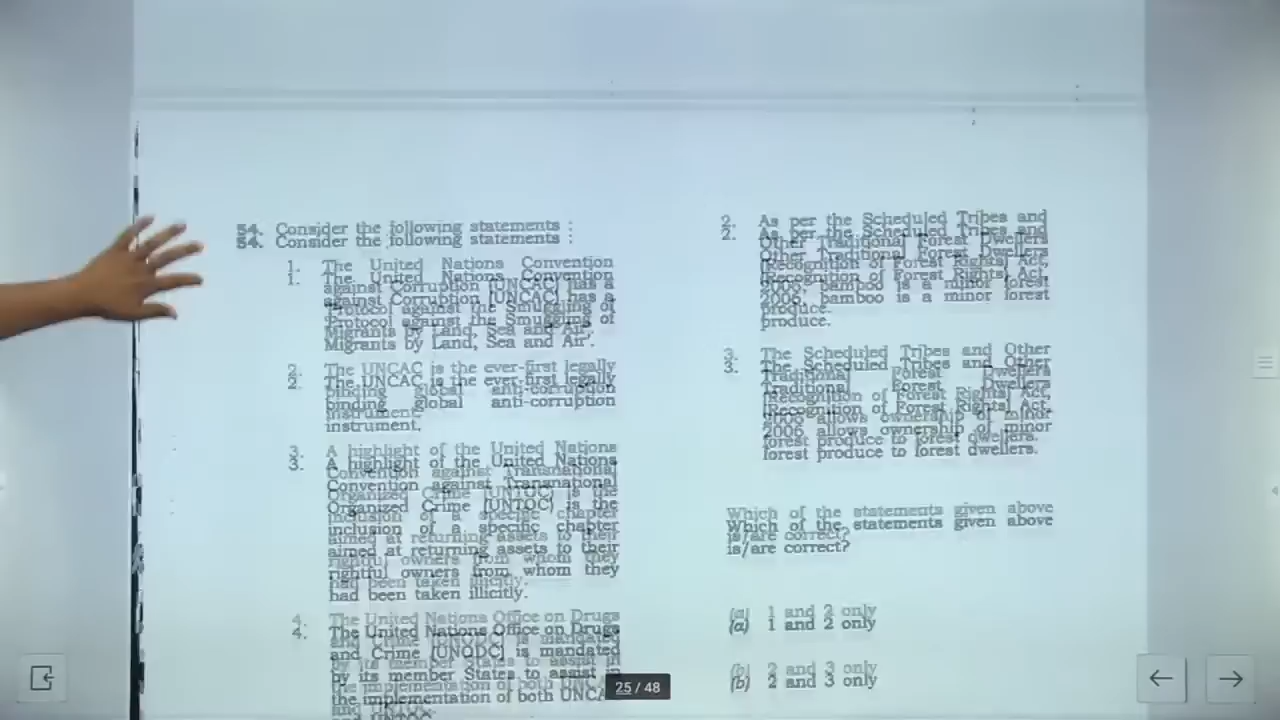 54. Consider the following statements :
1. The United Nations Convention
against Corruption (UNCAC) has a
'Protocol against the Smuggling of
Migrants by Land, Sea and Air'.
2. The UNCAC is the ever-first legally
binding global anti-corruption
instrument.
3. A highlight of the United Nations
Convention against Transnational
Organized Crime (UNTOC) is the
inclusion of a specific chapter
aimed at returning assets to their
rightful owners from whom they
had been taken illicitly.
4. The United Nations Office on Drugs
and Crime (UNODC) is mandated
by its member States to assist in
the implementation of both UNCA
and UNTOC.
2. As per the Scheduled Tribes and
Other Traditional Forest Dwellers
(Recognition of Forest Rights) Act,
2006, bamboo is a minor forest
produce.
3. The Scheduled Tribes and Other
Traditional Forest Dwellers
(Recognition of Forest Rights) Act,
2006 allows ownership of minor
forest produce to forest dwellers.
Which of the statements given above
is/are correct?
(a) 1 and 2 only
(b) 2 and 3 only
25 / 48